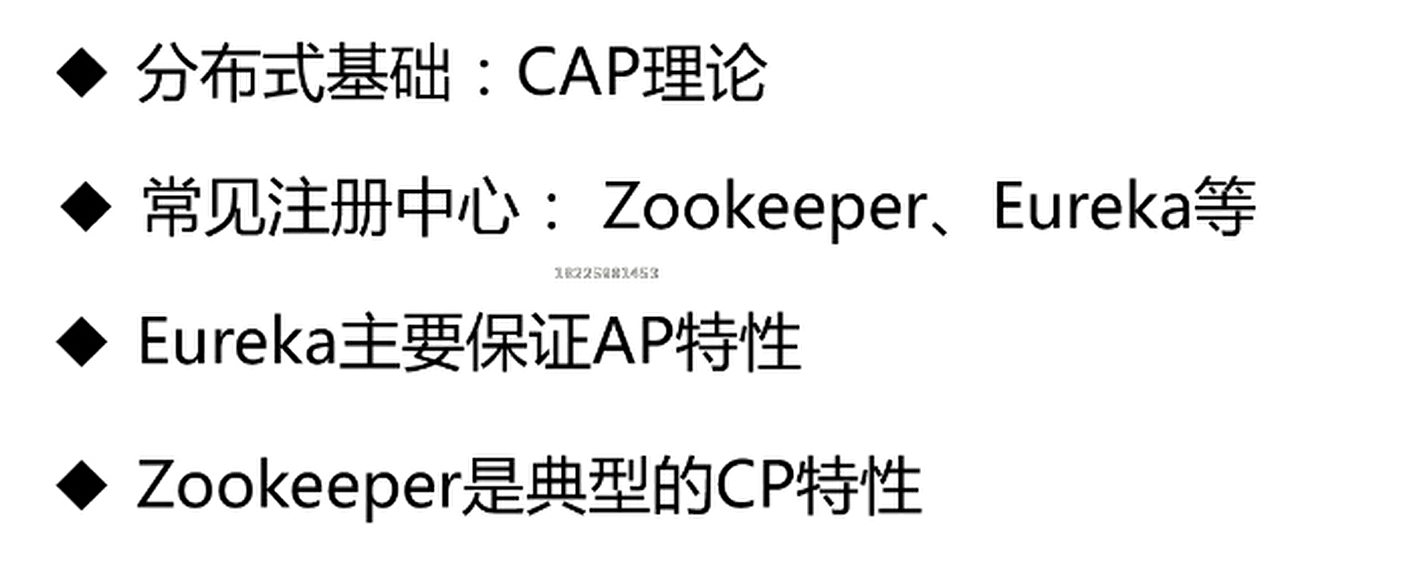 ◆ 分布式基础：CAP理论
◆ 常见注册中心： Zookeeper、Eureka等
◆ Eureka主要保证AP特性
◆ Zookeeper是典型的CP特性